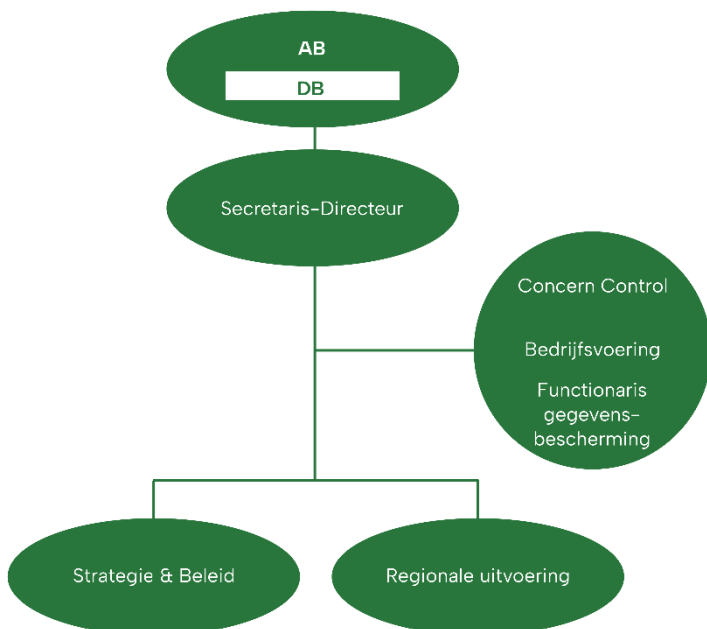 AB
DB
Secretaris-Directeur
Concern Control
Bedrijfsvoering
Functionaris
gegevens-
bescherming
Strategie & Beleid
Regionale uitvoering